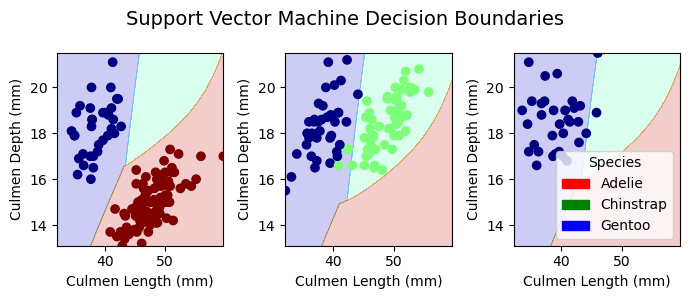 Support Vector Machine Decision Boundaries
Culmen Depth (mm)
20
18
16
14
40
50
Culmen Length (mm)
Culmen Depth (mm)
20
18
16
14
40
50
Culmen Length (mm)
Culmen Depth (mm)
20
18
16
14
40
50
Culmen Length (mm)
Species
Adelie
Chinstrap
Gentoo